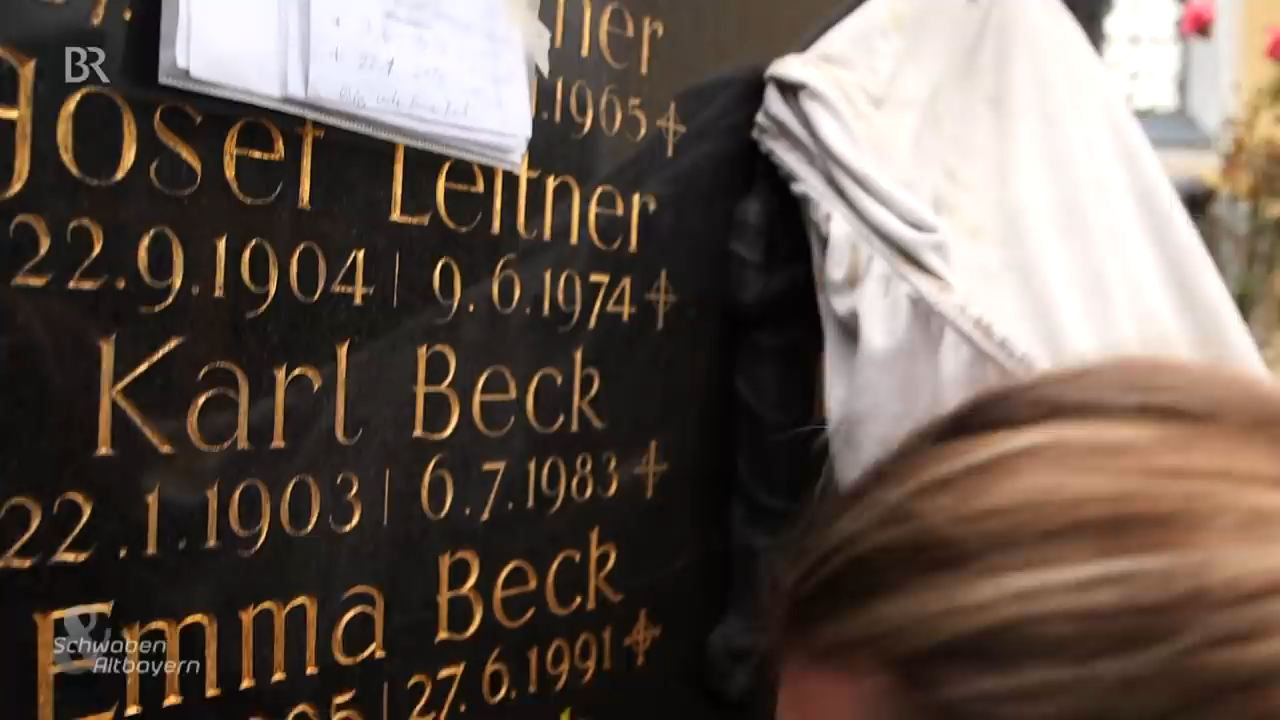 BR
ner
.1965
Josef Leitner
22.9.1904 | 9.6.1974
Karl Beck
22.1.1903 | 6.7.1983
Emma Beck
05 | 27.6.1991
&
Schwaben
Altbayern